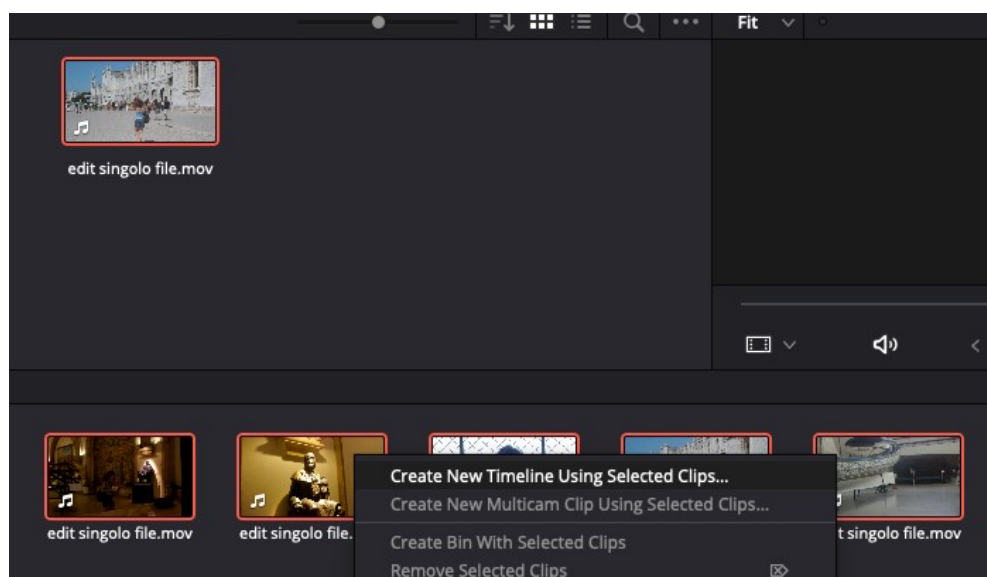 Fit
edit singolo file.mov
Create New Timeline Using Selected Clips...
Create New Multicam Clip Using Selected Clips...
edit singolo file.mov
edit singolo file.
t singolo file.mov
Create Bin With Selected Clips
Remove Selected Clips